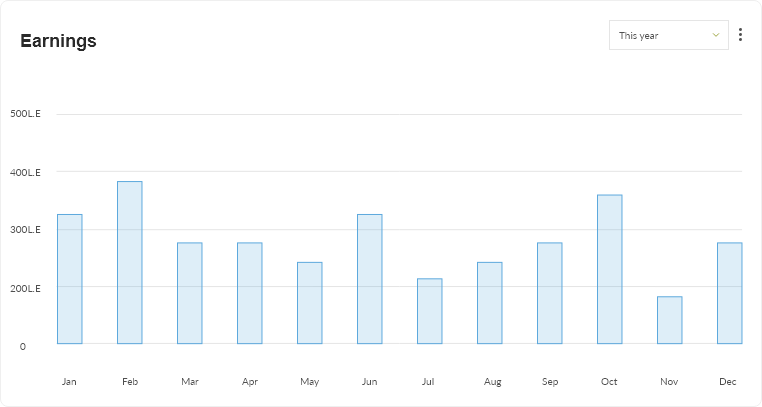 Earnings
This year
500L.E
400L.E
300L.E
200L.E
0
Jan Feb Mar Apr May Jun Jul Aug Sep Oct Nov Dec